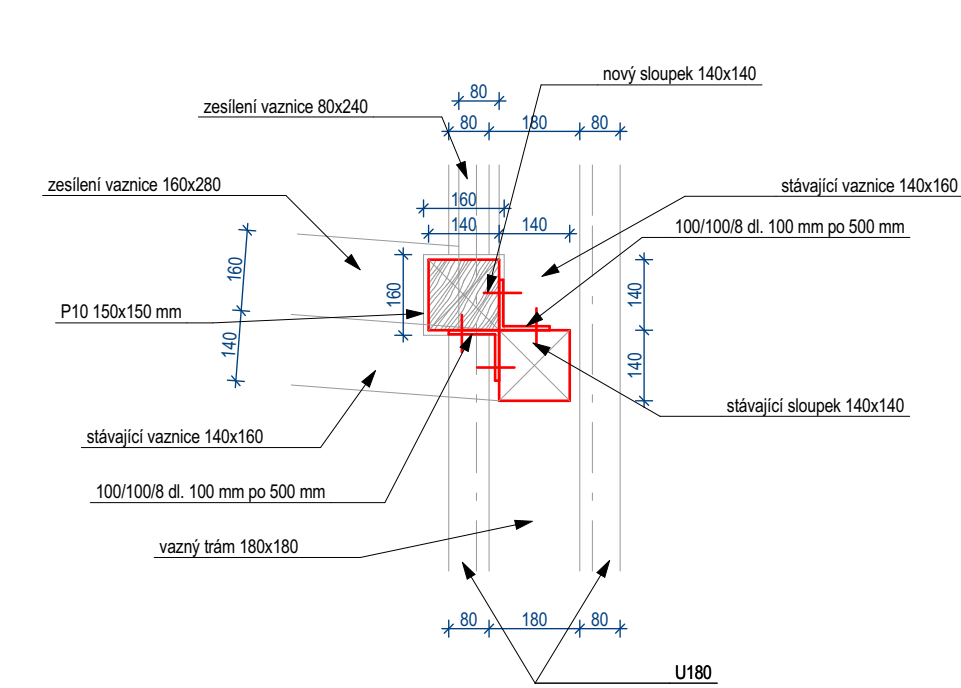 nový sloupek 140x140
80
zesílení vaznice 80x240
80
180
80
zesílení vaznice 160x280
stávající vaznice 140x160
160
140
140
100/100/8 dl. 100 mm po 500 mm
160
160
140
P10 150x150 mm
140
140
stávající sloupek 140x140
stávající vaznice 140x160
100/100/8 dl. 100 mm po 500 mm
vazný trám 180x180
80
180
80
U180